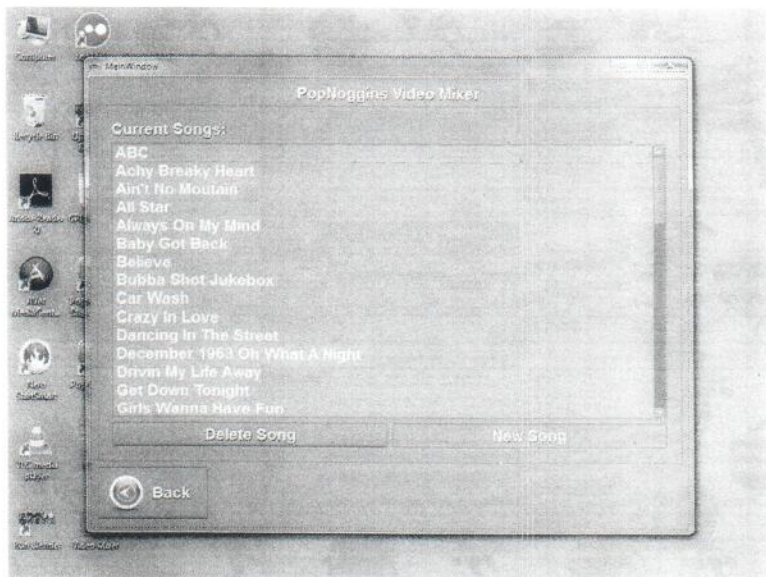 Computer
MainWindow
PopNoggins Video Mixer
Recycle Bin
Current Songs:
ABC
Achy Breaky Heart
Ain't No Moutain
All Star
Always On My Mind
Baby Got Back
Believe
Bubba Shot Jukebox
Car Wash
Crazy In Love
Dancing In The Street
December 1963 Oh What A Night
Drivin My Life Away
Get Down Tonight
Girls Wanna Have Fun
Delete Song
New Song
Back